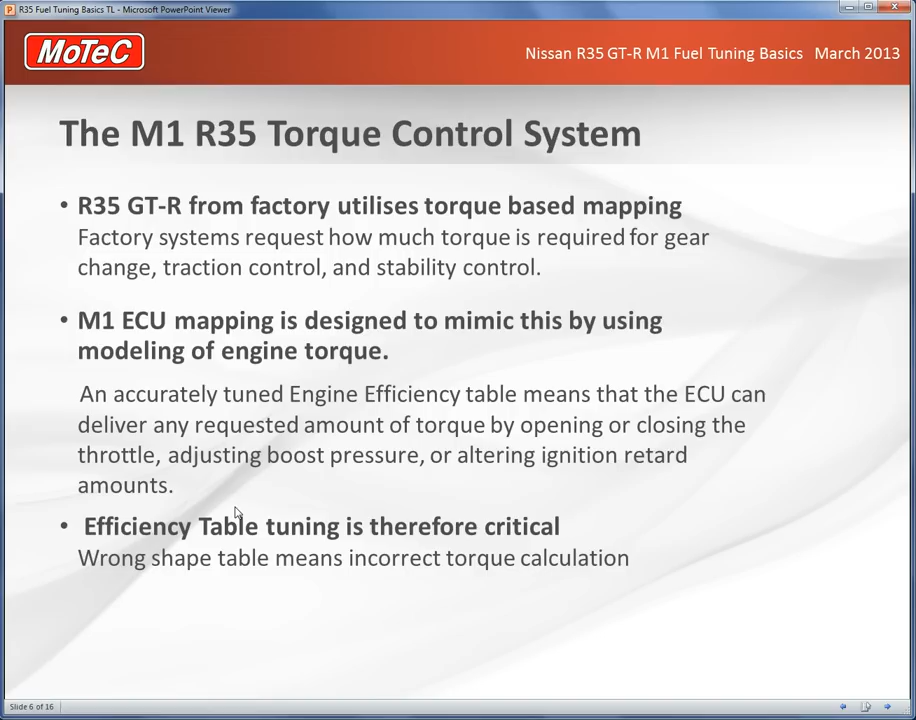 R35 Fuel Tuning Basics TL - Microsoft PowerPoint Viewer
MoTeC
Nissan R35 GT-R M1 Fuel Tuning Basics March 2013
The M1 R35 Torque Control System
• R35 GT-R from factory utilises torque based mapping
Factory systems request how much torque is required for gear
change, traction control, and stability control.
• M1 ECU mapping is designed to mimic this by using
modeling of engine torque.
An accurately tuned Engine Efficiency table means that the ECU can
deliver any requested amount of torque by opening or closing the
throttle, adjusting boost pressure, or altering ignition retard
amounts.
• Efficiency Table tuning is therefore critical
Wrong shape table means incorrect torque calculation
Slide 6 of 16